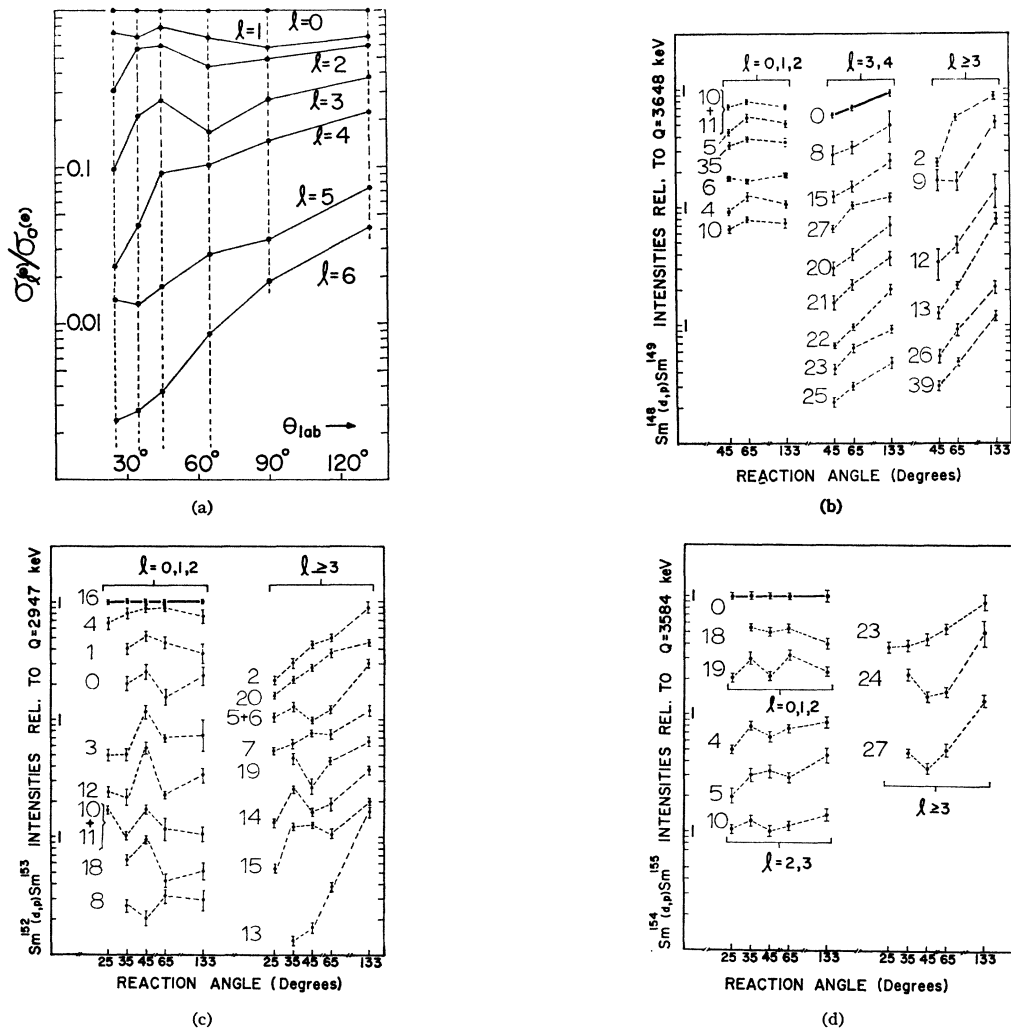 ℓ=0
ℓ=1
ℓ=2
ℓ=3
ℓ=4
ℓ=5
ℓ=6
0.1
0.01
σℓ(θ)/σ₀(θ)
θlab →
30° 60° 90° 120°
(a)
Sm¹⁴⁸(d,p)Sm¹⁴⁹ INTENSITIES REL. TO Q=3648 keV
ℓ=0,1,2
ℓ=3,4
ℓ≥3
1
1
1
10
+
11
5
35
6
4
10
0
8
15
27
20
21
22
23
25
2
9
12
13
26
39
45 65 133 45 65 133 45 65 133
REACTION ANGLE (Degrees)
(b)
Sm¹⁵²(d,p)Sm¹⁵³ INTENSITIES REL. TO Q=2947 keV
ℓ=0,1,2
ℓ≥3
1
1
1
16
4
1
0
3
12
10
+
11
18
8
2
20
5+6
7
19
14
15
13
25 35 45 65 133 25 35 45 65 133
REACTION ANGLE (Degrees)
(c)
Sm¹⁵⁴(d,p)Sm¹⁵⁵ INTENSITIES REL. TO Q=3584 keV
1
1
1
0
18
19
ℓ=0,1,2
4
5
10
ℓ=2,3
23
24
27
ℓ≥3
25 35 45 65 133 25 35 45 65 133
REACTION ANGLE (Degrees)
(d)